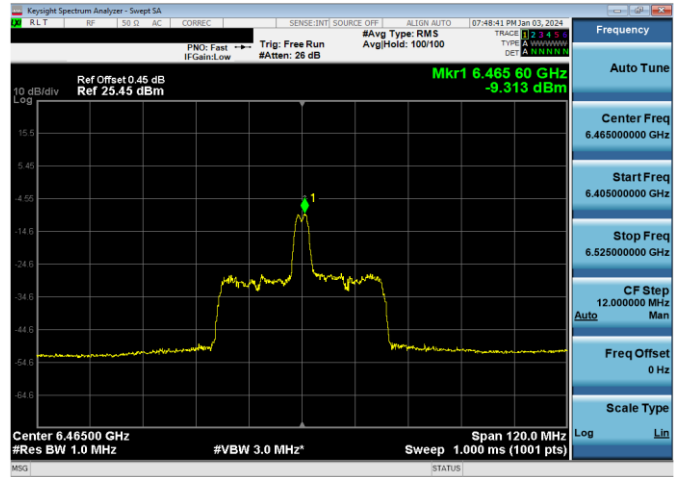 Keysight Spectrum Analyzer - Swept SA
RLT RF 50 Ω AC CORREC SENSE:INT SOURCE OFF ALIGN AUTO 07:48:41 PM Jan 03, 2024
#Avg Type: RMS TRACE 1 2 3 4 5 6
PNO: Fast Trig: Free Run Avg|Hold: 100/100 TYPE A WWWWW
IFGain:Low #Atten: 26 dB DET A N N N N N
Mkr1 6.465 60 GHz
-9.313 dBm
Ref Offset 0.45 dB
10 dB/div Ref 25.45 dBm
Log
15.5
5.45
-4.55
1
-14.6
-24.6
-34.6
-44.6
-54.6
-64.6
Center 6.46500 GHz Span 120.0 MHz
#Res BW 1.0 MHz #VBW 3.0 MHz* Sweep 1.000 ms (1001 pts)
MSG STATUS
Frequency
Auto Tune
Center Freq
6.465000000 GHz
Start Freq
6.405000000 GHz
Stop Freq
6.525000000 GHz
CF Step
12.000000 MHz
Auto Man
Freq Offset
0 Hz
Scale Type
Log Lin